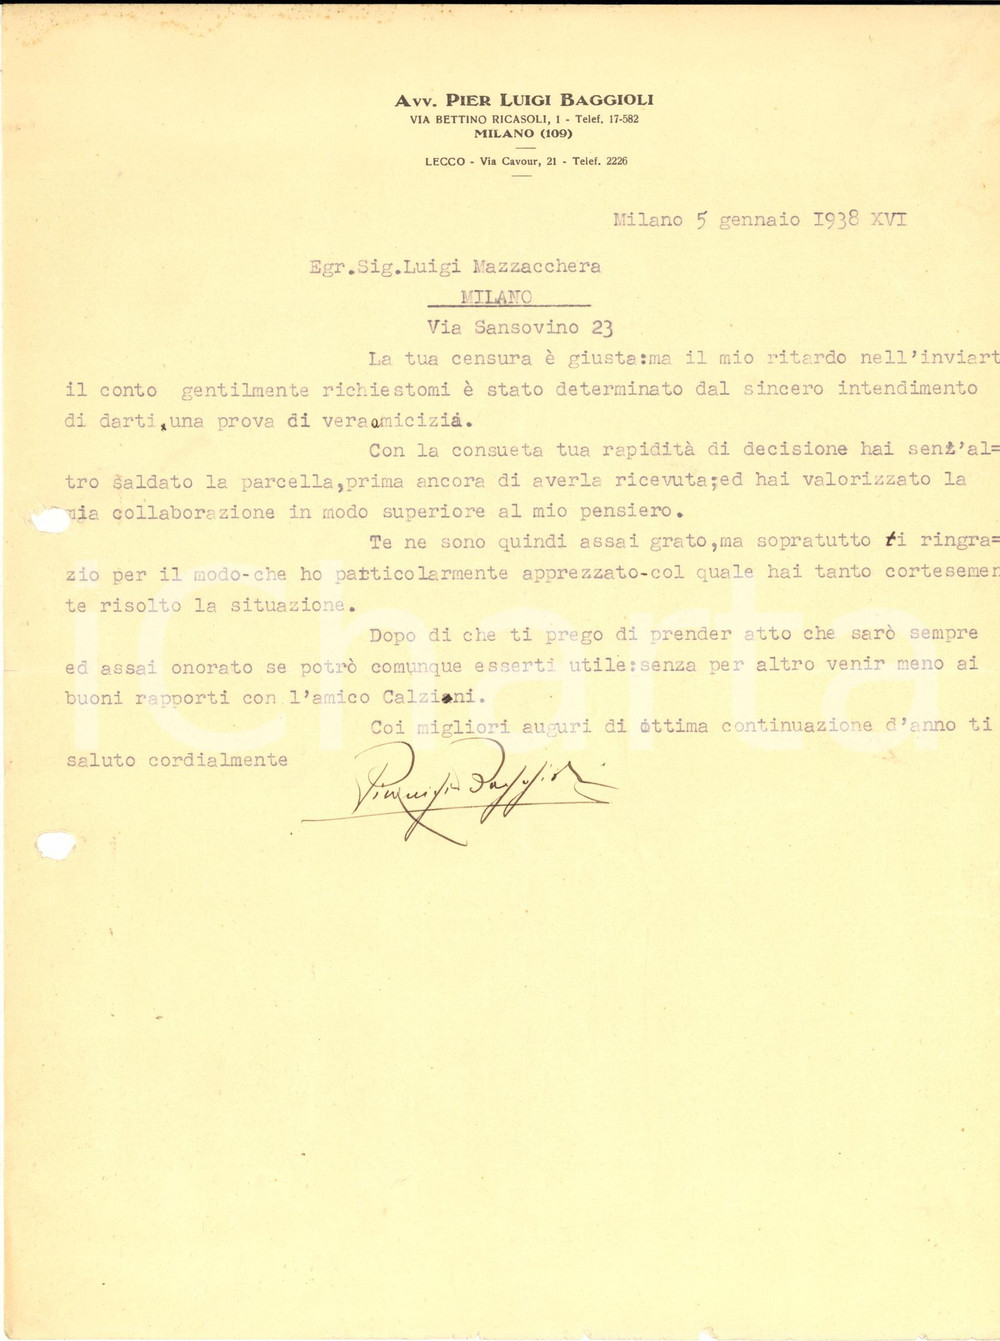 AVV. PIER LUIGI BAGGIOLI
VIA BETTINO RICASOLI, 1 - Telef. 17-582
MILANO (109)
LECCO - Via Cavour, 21 - Telef. 2226
Milano 5 gennaio 1938 XVI
Egr.Sig.Luigi Mazzacchera
MILANO
Via Sansovino 23
La tua censura è giusta:ma il mio ritardo nell'inviart
il conto gentilmente richiestomi è stato determinato dal sincero intendimento
di darti,una prova di vera amicizia.
Con la consueta tua rapidità di decisione hai senz'al=
tro saldato la parcella,prima ancora di averla ricevuta;ed hai valorizzato la
mia collaborazione in modo superiore al mio pensiero.
Te ne sono quindi assai grato,ma sopratutto ti ringra=
zio per il modo-che ho particolarmente apprezzato-col quale hai tanto cortesemen
te risolto la situazione.
Dopo di che ti prego di prender atto che sarò sempre
ed assai onorato se potrò comunque esserti utile:senza per altro venir meno ai
buoni rapporti con l'amico Calzini.
Coi migliori auguri di ottima continuazione d'anno ti
saluto cordialmente
Pierluigi Baggioli
iCharta